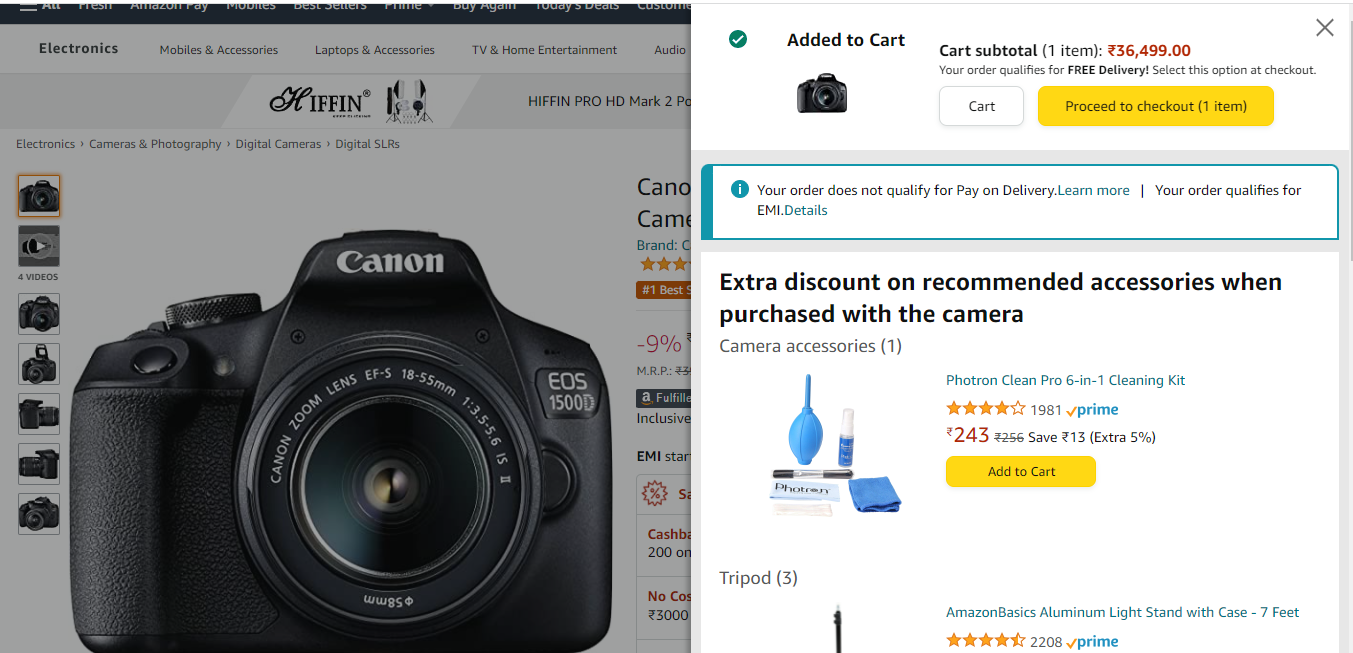 All Fresh Amazon Pay Mobiles Best Sellers Prime Buy Again Today's Deals Custome
Electronics Mobiles & Accessories Laptops & Accessories TV & Home Entertainment Audio
HIFFIN® HIFFIN PRO HD Mark 2 Po
Electronics › Cameras & Photography › Digital Cameras › Digital SLRs
4 VIDEOS
Canon
EOS
1500D
CANON ZOOM LENS EF-S 18-55mm 1:3.5-5.6 IS II
φ58mm
Cano
Came
Brand: C
#1 Best S
-9% ₹
M.R.P.: ₹3
a Fulfille
Inclusive
EMI star
Sa
Cashba
200 on
No Cos
₹3000
Added to Cart
Cart subtotal (1 item): ₹36,499.00
Your order qualifies for FREE Delivery! Select this option at checkout.
Cart
Proceed to checkout (1 item)
Your order does not qualify for Pay on Delivery.Learn more | Your order qualifies for
EMI.Details
Extra discount on recommended accessories when
purchased with the camera
Camera accessories (1)
Photron
Photron Clean Pro 6-in-1 Cleaning Kit
1981 prime
₹243 ₹256 Save ₹13 (Extra 5%)
Add to Cart
Tripod (3)
AmazonBasics Aluminum Light Stand with Case - 7 Feet
2208 prime